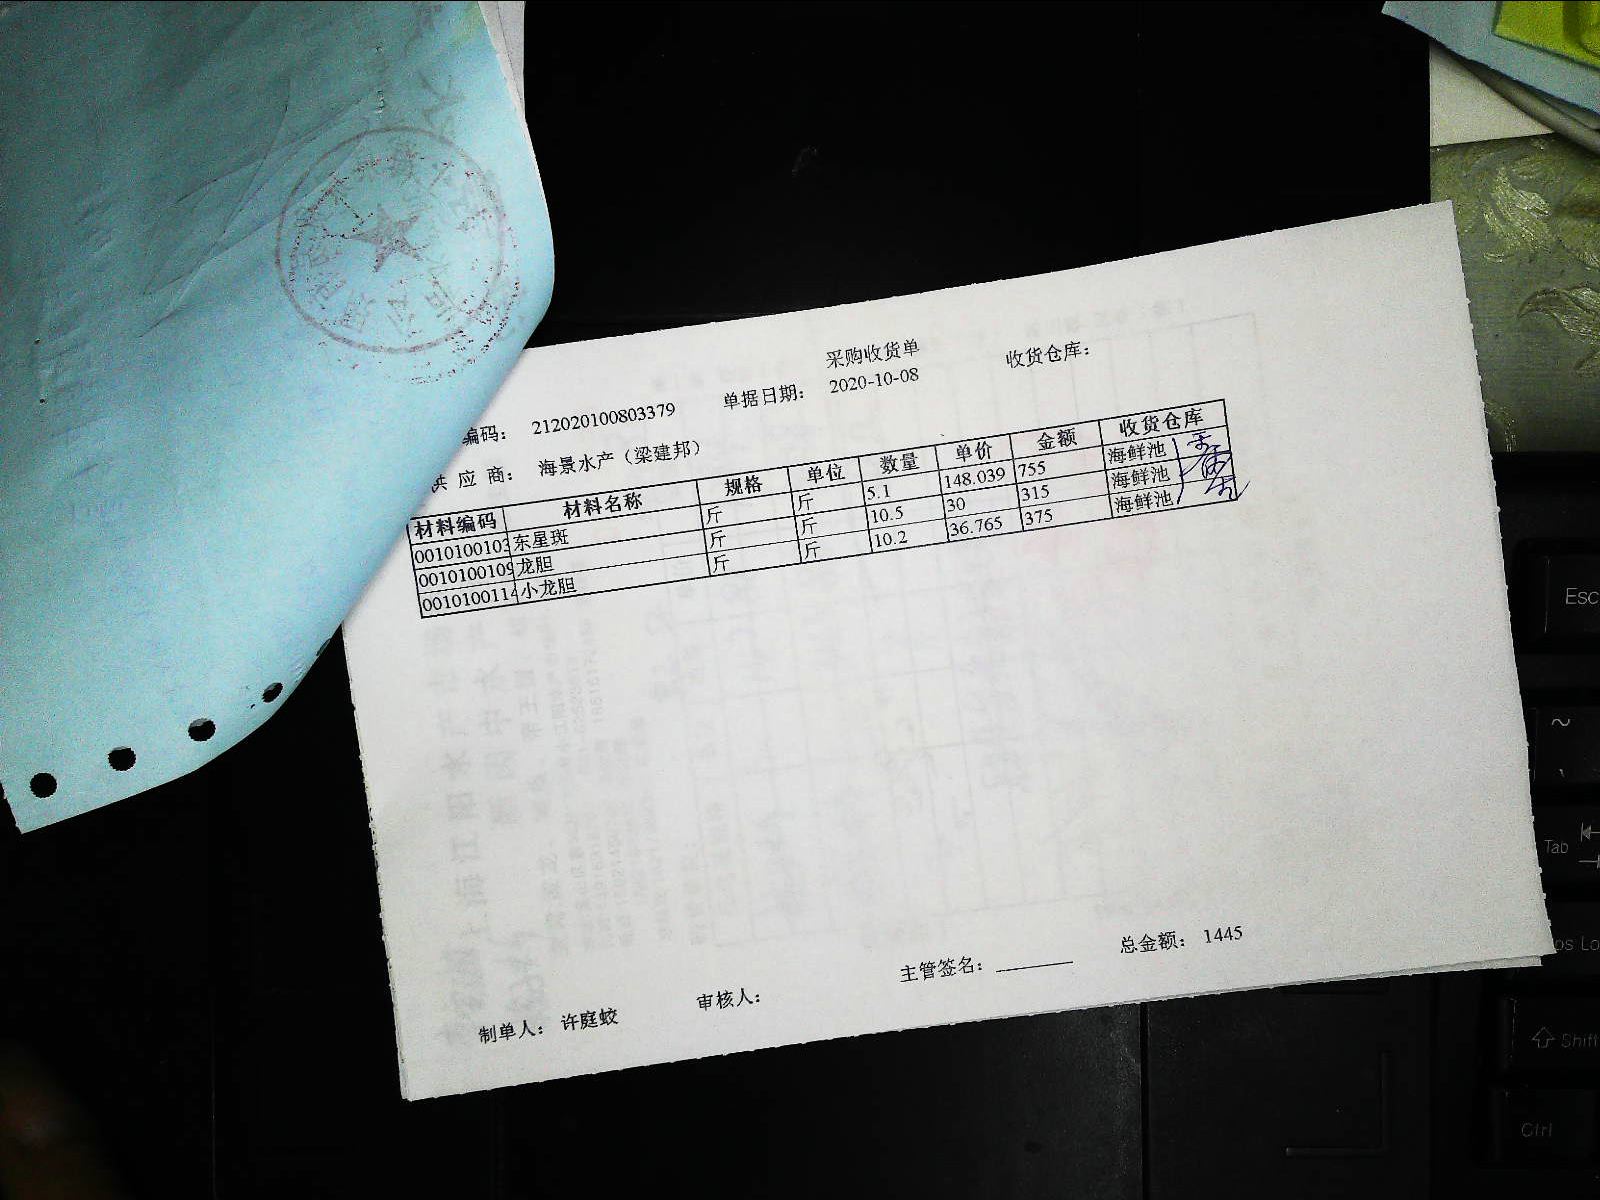 采购收货单
编码： 212020100803379 单据日期： 2020-10-08 收货仓库：
供 应 商： 海景水产（梁建邦）
材料编码 材料名称 规格 单位 数量 单价 金额 收货仓库
0010100103 东星斑 斤 斤 5.1 148.039 755 海鲜池
0010100109 龙胆 斤 斤 10.5 30 315 海鲜池
0010100114 小龙胆 斤 斤 10.2 36.765 375 海鲜池
制单人： 许庭蛟 审核人： 主管签名： 总金额： 1445
Esc
~
Tab
Shift
Ctrl